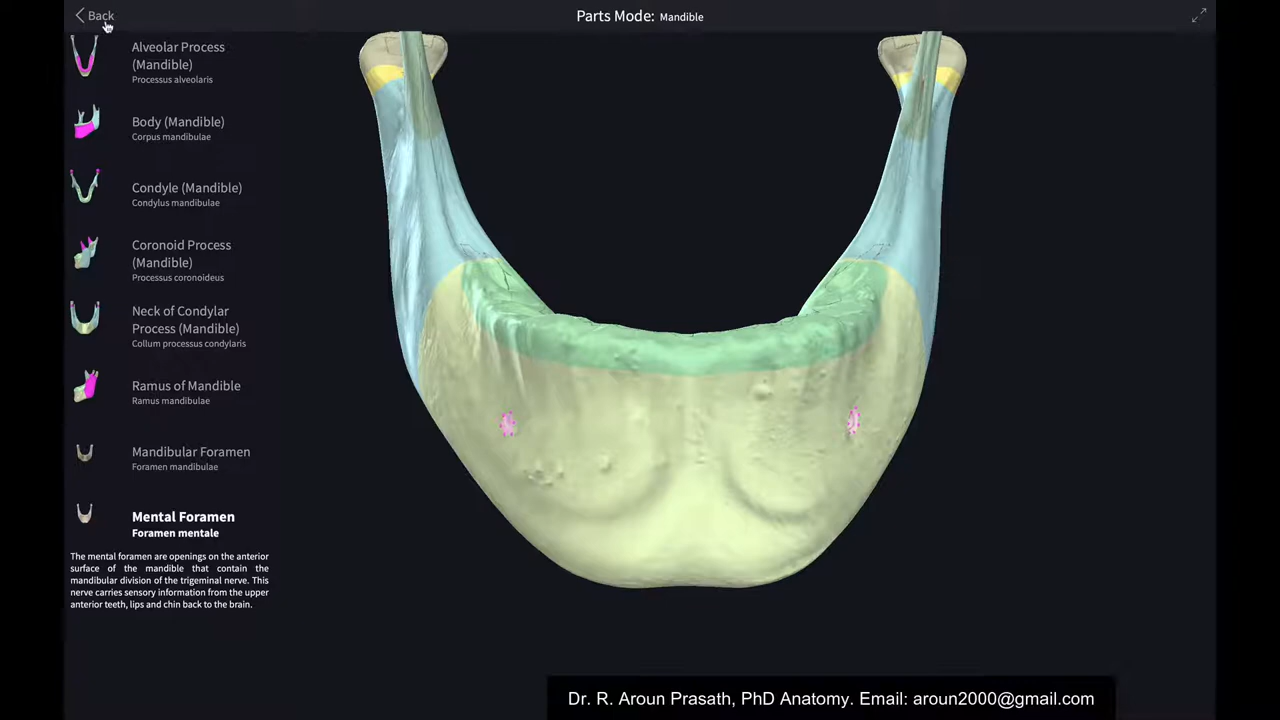 Back
Parts Mode: Mandible
Alveolar Process
(Mandible)
Processus alveolaris
Body (Mandible)
Corpus mandibulae
Condyle (Mandible)
Condylus mandibulae
Coronoid Process
(Mandible)
Processus coronoideus
Neck of Condylar
Process (Mandible)
Collum processus condylaris
Ramus of Mandible
Ramus mandibulae
Mandibular Foramen
Foramen mandibulae
Mental Foramen
Foramen mentale
The mental foramen are openings on the anterior
surface of the mandible that contain the
mandibular division of the trigeminal nerve. This
nerve carries sensory information from the upper
anterior teeth, lips and chin back to the brain.
Dr. R. Aroun Prasath, PhD Anatomy. Email: aroun2000@gmail.com